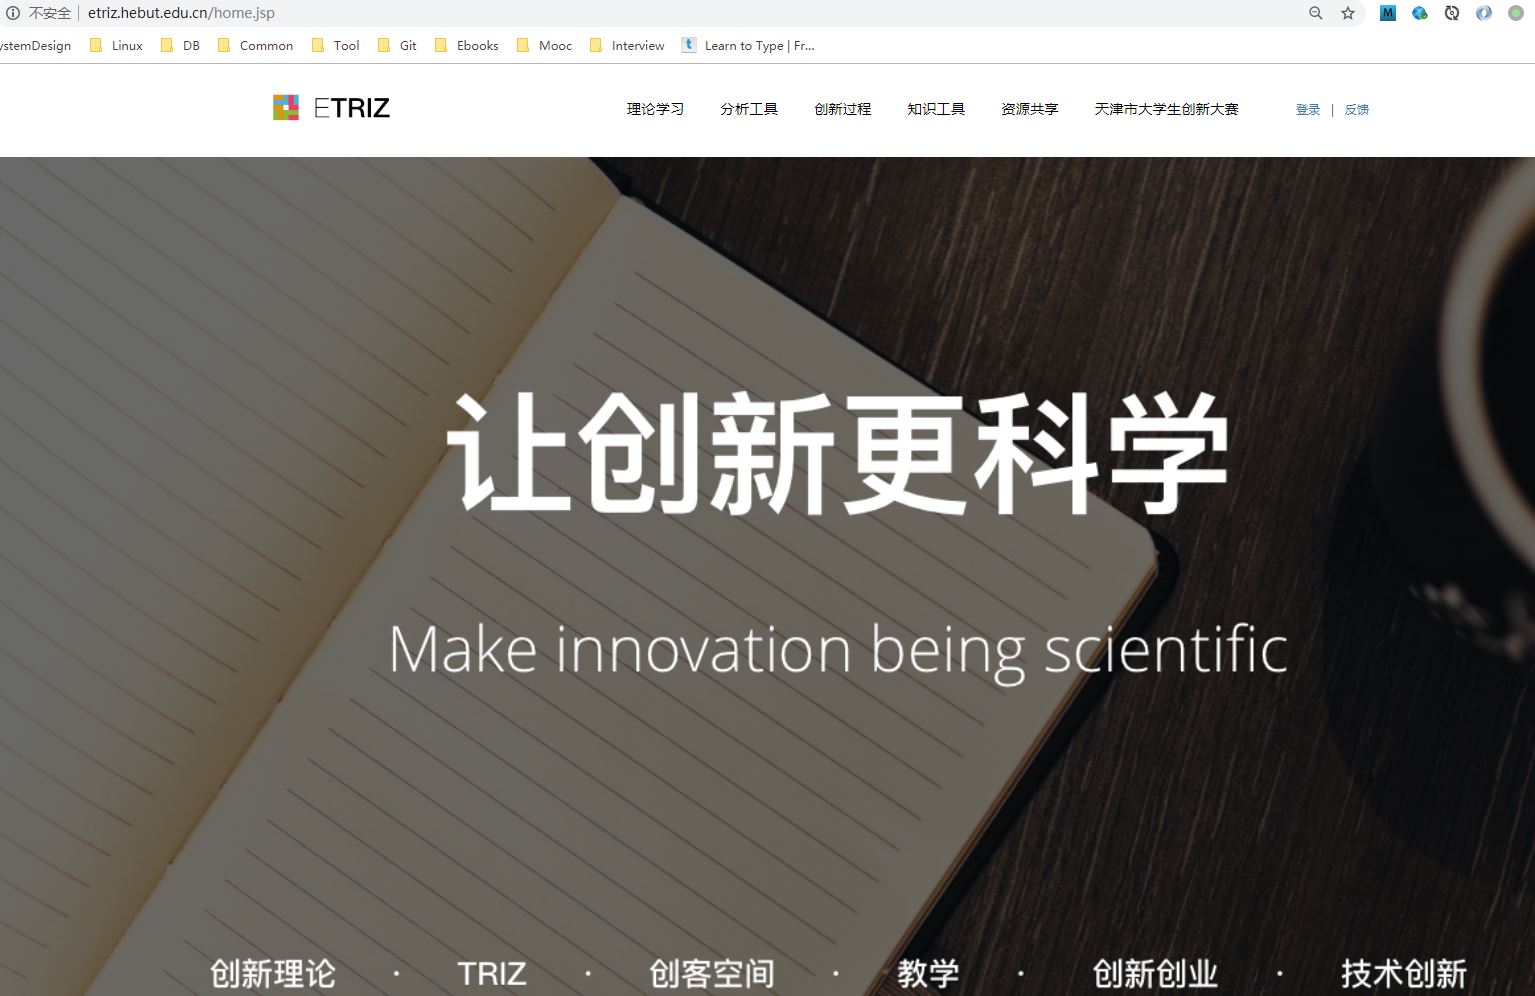 不安全 etriz.hebut.edu.cn/home.jsp
ystemDesign Linux DB Common Tool Git Ebooks Mooc Interview Learn to Type | Fr...
ETRIZ 理论学习 分析工具 创新过程 知识工具 资源共享 天津市大学生创新大赛 登录 | 反馈
让创新更科学
Make innovation being scientific
创新理论 · TRIZ · 创客空间 · 教学 · 创新创业 · 技术创新